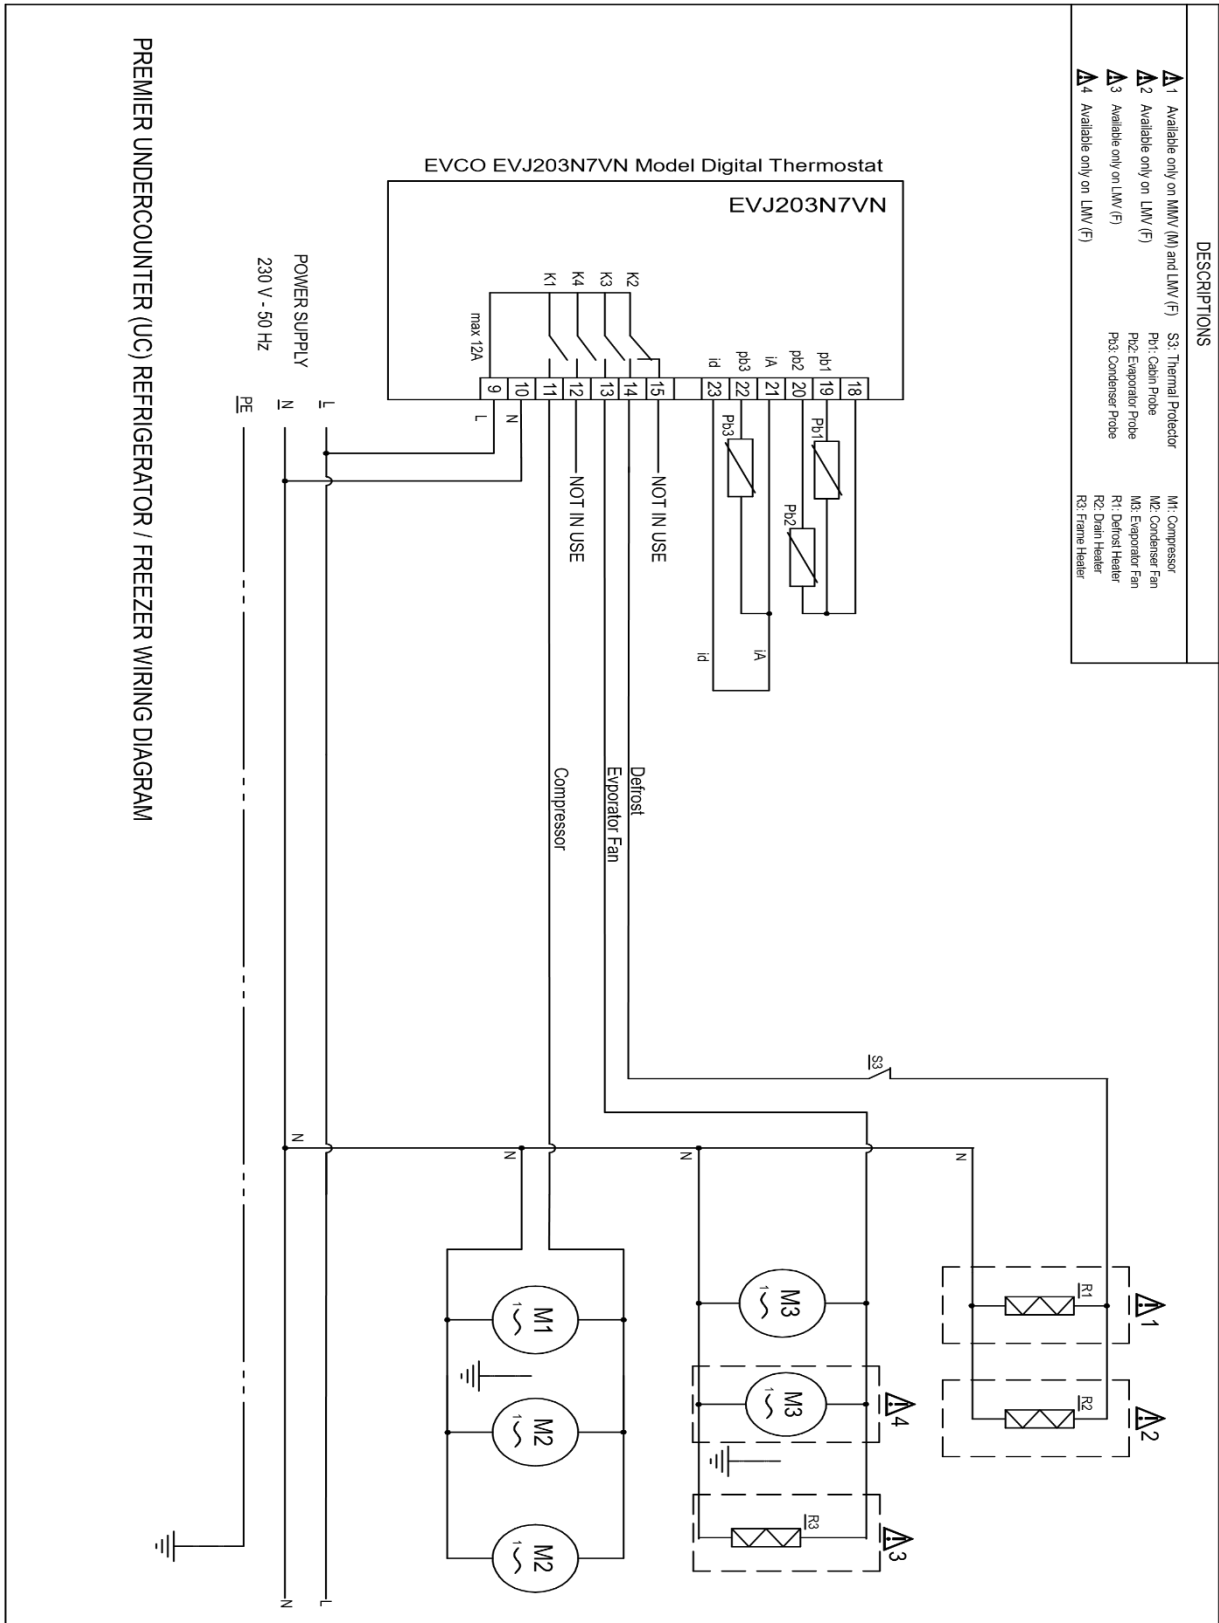 DESCRIPTIONS
1 Available only on MMV (M) and LMV (F)
2 Available only on LMV (F)
3 Available only on LMV (F)
4 Available only on LMV (F)
S3: Thermal Protector
Pb1: Cabin Probe
Pb2: Evaporator Probe
Pb3: Condenser Probe
M1: Compressor
M2: Condenser Fan
M3: Evaporator Fan
R1: Defrost Heater
R2: Drain Heater
R3: Frame Heater
EVCO EVJ203N7VN Model Digital Thermostat
EVJ203N7VN
K1
K4
K3
K2
max 12A
id
pb3
iA
pb2
pb1
9
10
11
12
13
14
15
23
22
21
20
19
18
L
N
Pb3
Pb1
Pb2
NOT IN USE
NOT IN USE
id
iA
POWER SUPPLY
230 V - 50 Hz
L
N
PE
Defrost
Evporator Fan
Compressor
S3
N
N
N
N
R1
1
R2
2
M3
1
M3
1
4
R3
3
M1
1
M2
1
M2
1
N
L
PREMIER UNDERCOUNTER (UC) REFRIGERATOR / FREEZER WIRING DIAGRAM